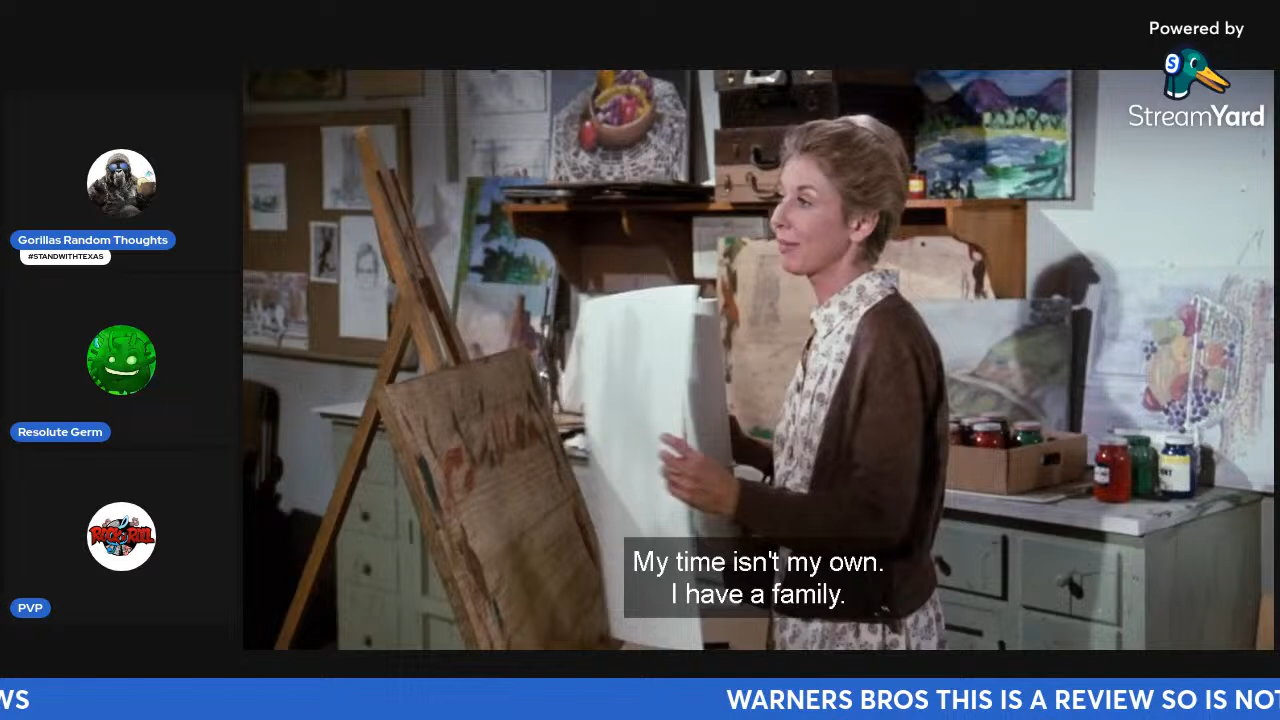 Powered by
S
StreamYard
Gorillas Random Thoughts
#STANDWITHTEXAS
Resolute Germ
PVP
My time isn't my own.
I have a family.
WS
WARNERS BROS THIS IS A REVIEW SO IS NOT